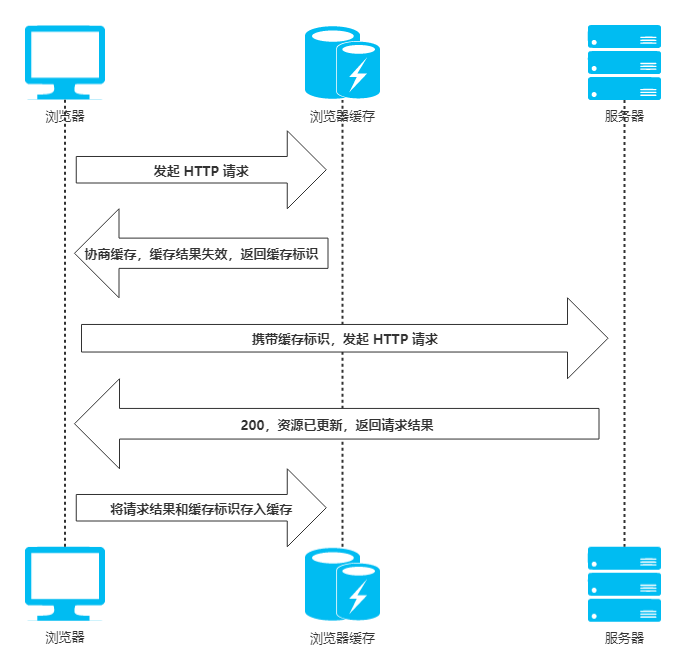 浏览器
浏览器缓存
服务器
发起 HTTP 请求
协商缓存，缓存结果失效，返回缓存标识
携带缓存标识，发起 HTTP 请求
200，资源已更新，返回请求结果
将请求结果和缓存标识存入缓存
浏览器
浏览器缓存
服务器